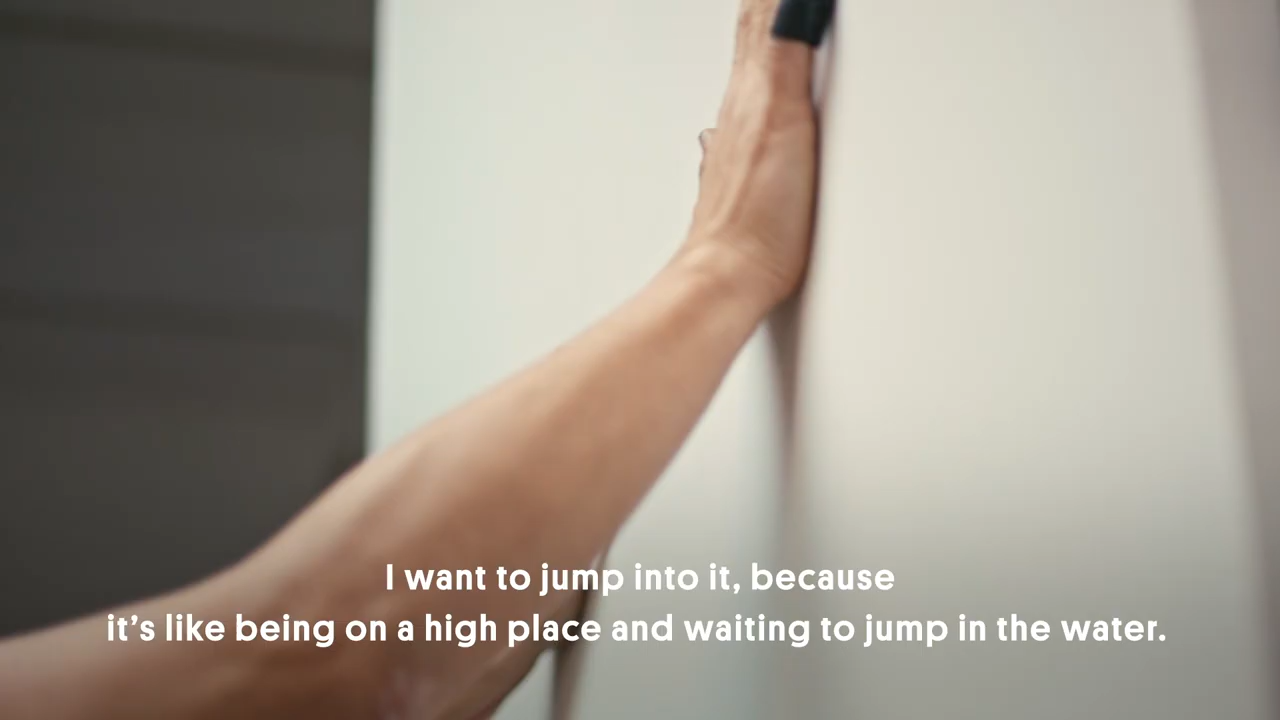 I want to jump into it, because
it’s like being on a high place and waiting to jump in the water.